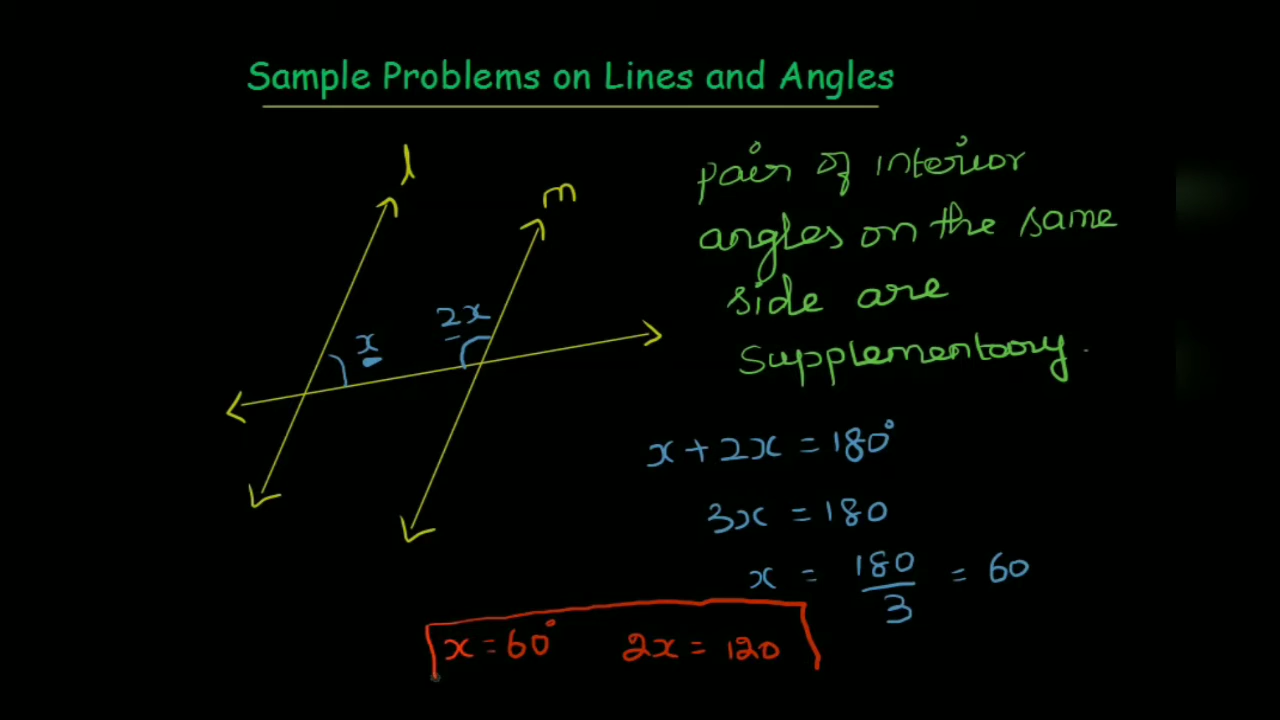 Sample Problems on Lines and Angles
l
m
pair of interior
angles on the same
side are
supplementary.
x
2x
x + 2x = 180°
3x = 180
x = 180/3 = 60
x = 60° 2x = 120